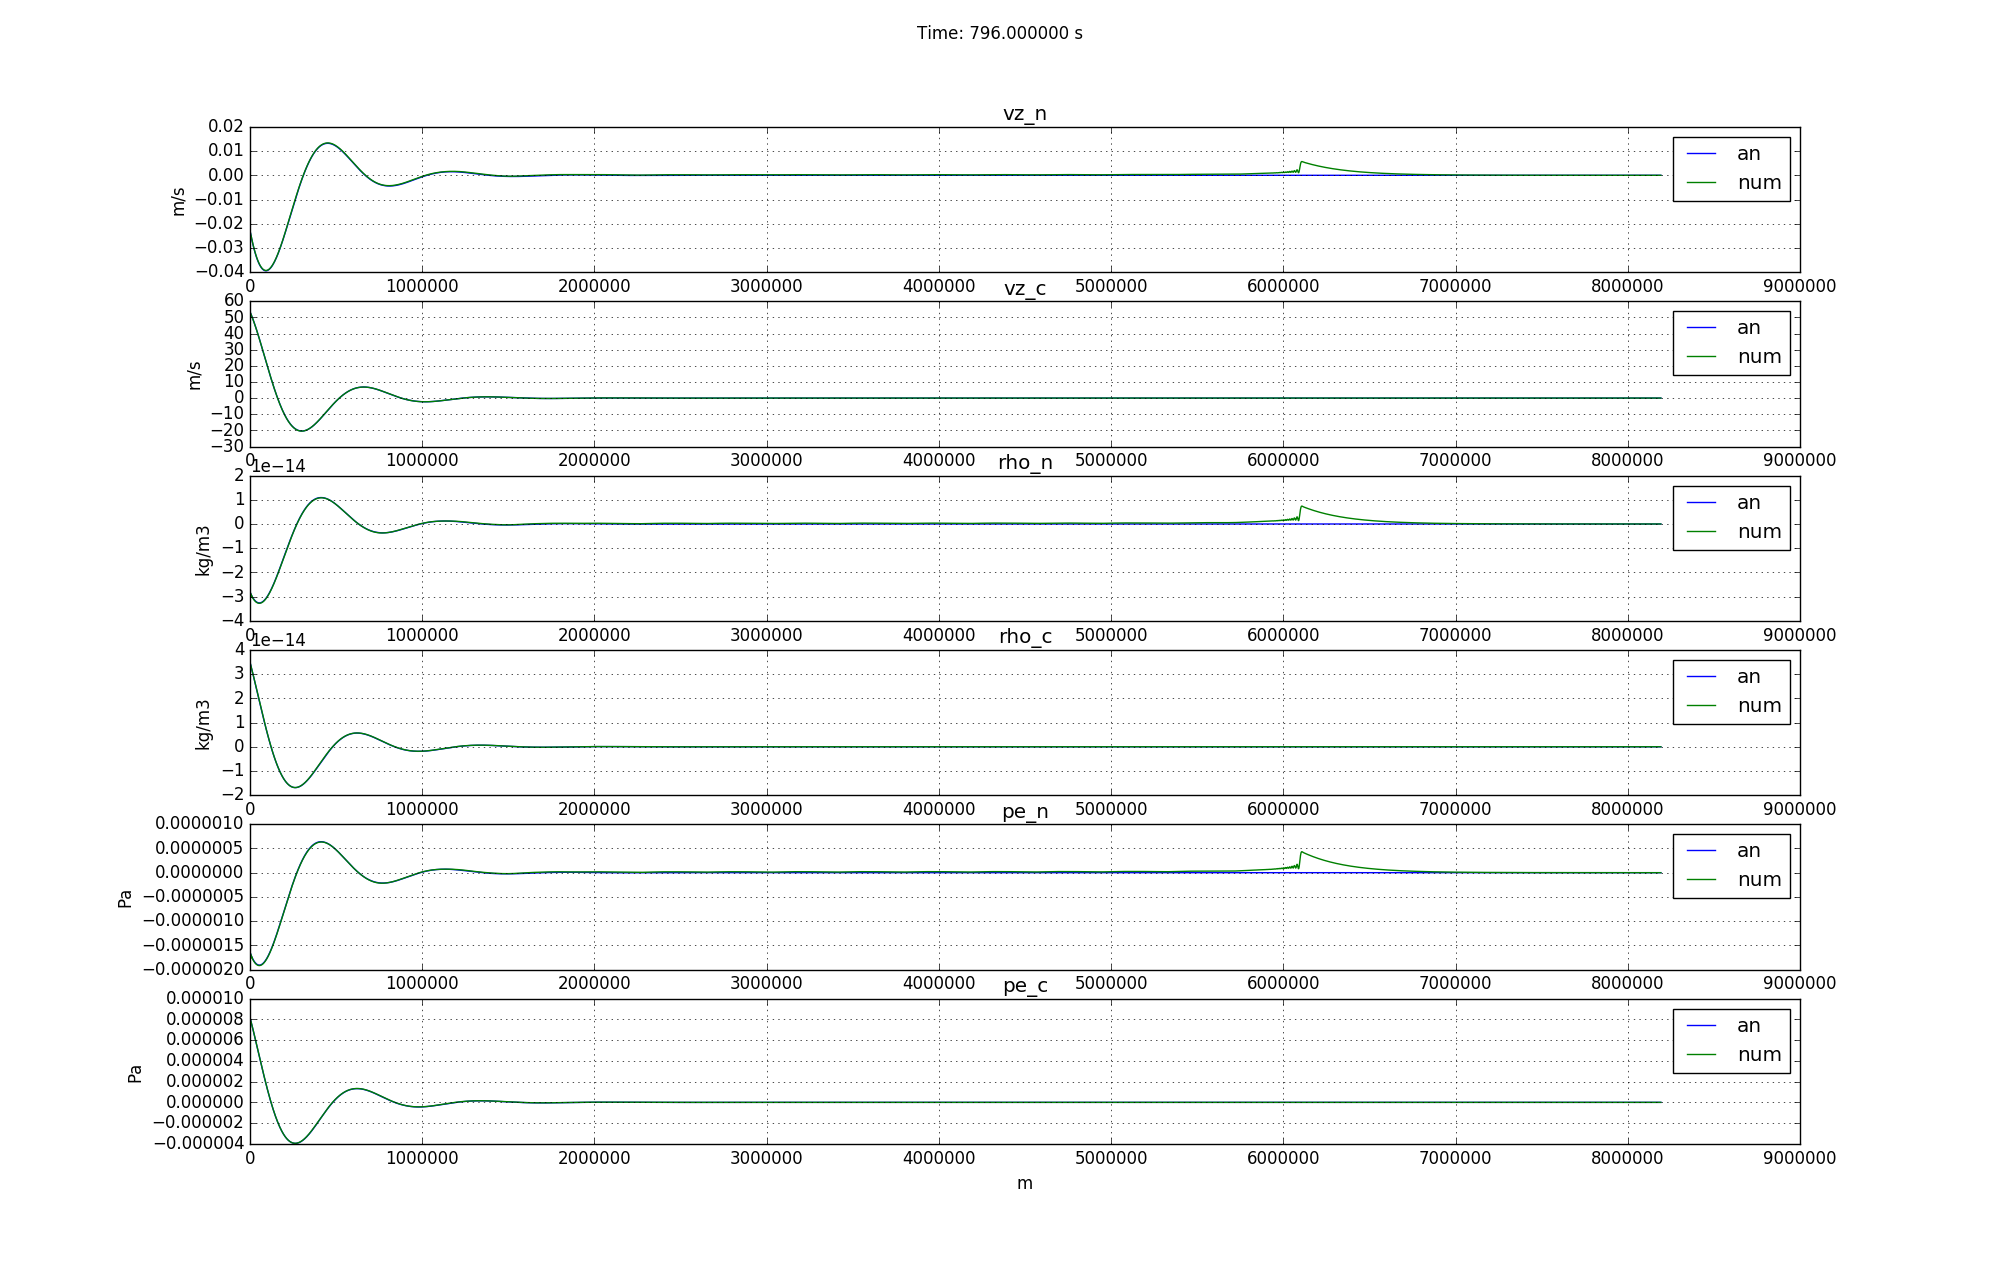 Time: 796.000000 s
vz_n
0.02
0.01
0.00
−0.01
−0.02
−0.03
−0.04
m/s
an
num
0 1000000 2000000 3000000 4000000 5000000 6000000 7000000 8000000 9000000
vz_c
60
50
40
30
20
10
0
−10
−20
−30
m/s
an
num
0 1000000 2000000 3000000 4000000 5000000 6000000 7000000 8000000 9000000
1e−14
rho_n
2
1
0
−1
−2
−3
−4
kg/m3
an
num
0 1000000 2000000 3000000 4000000 5000000 6000000 7000000 8000000 9000000
1e−14
rho_c
4
3
2
1
0
−1
−2
kg/m3
an
num
0 1000000 2000000 3000000 4000000 5000000 6000000 7000000 8000000 9000000
pe_n
0.0000010
0.0000005
0.0000000
−0.0000005
−0.0000010
−0.0000015
−0.0000020
Pa
an
num
0 1000000 2000000 3000000 4000000 5000000 6000000 7000000 8000000 9000000
pe_c
0.000010
0.000008
0.000006
0.000004
0.000002
0.000000
−0.000002
−0.000004
Pa
an
num
0 1000000 2000000 3000000 4000000 5000000 6000000 7000000 8000000 9000000
m